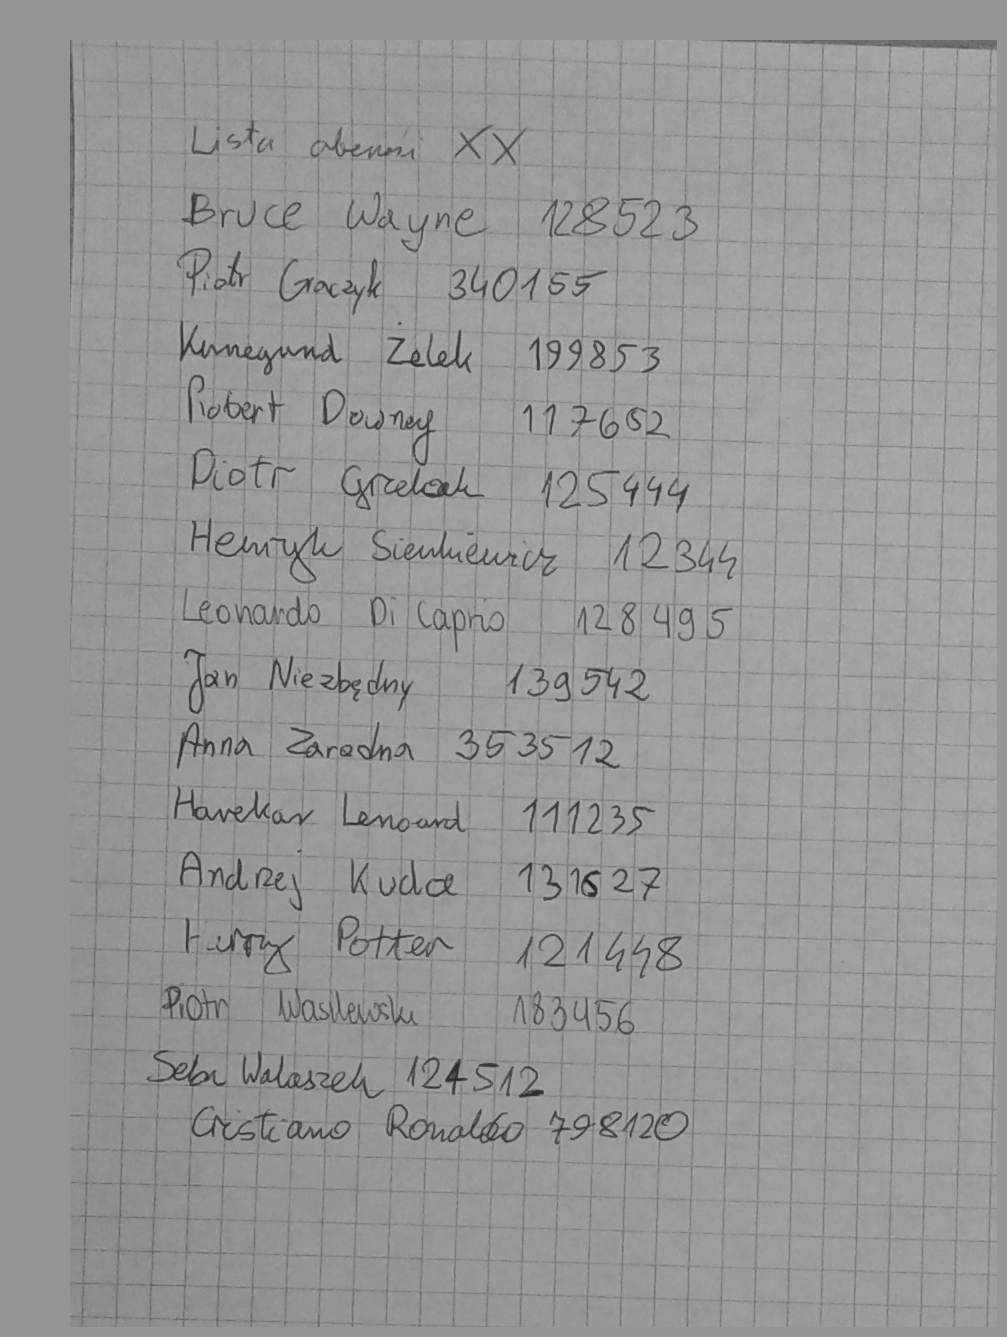 Lista obecności XX
Bruce Wayne 128523
Piotr Graczyk 340155
Kunegund Żelek 199853
Robert Downey 117652
Piotr Grzelak 125444
Henryk Sienkiewicz 12344
Leonardo Di Caprio 128495
Jan Niezbędny 139542
Anna Zaradna 353512
Havekar Lenoard 111235
Andrzej Kudra 131627
Harry Potter 121448
Piotr Wasilewski 183456
Seba Walaszek 124512
Cristiano Ronaldo 798120